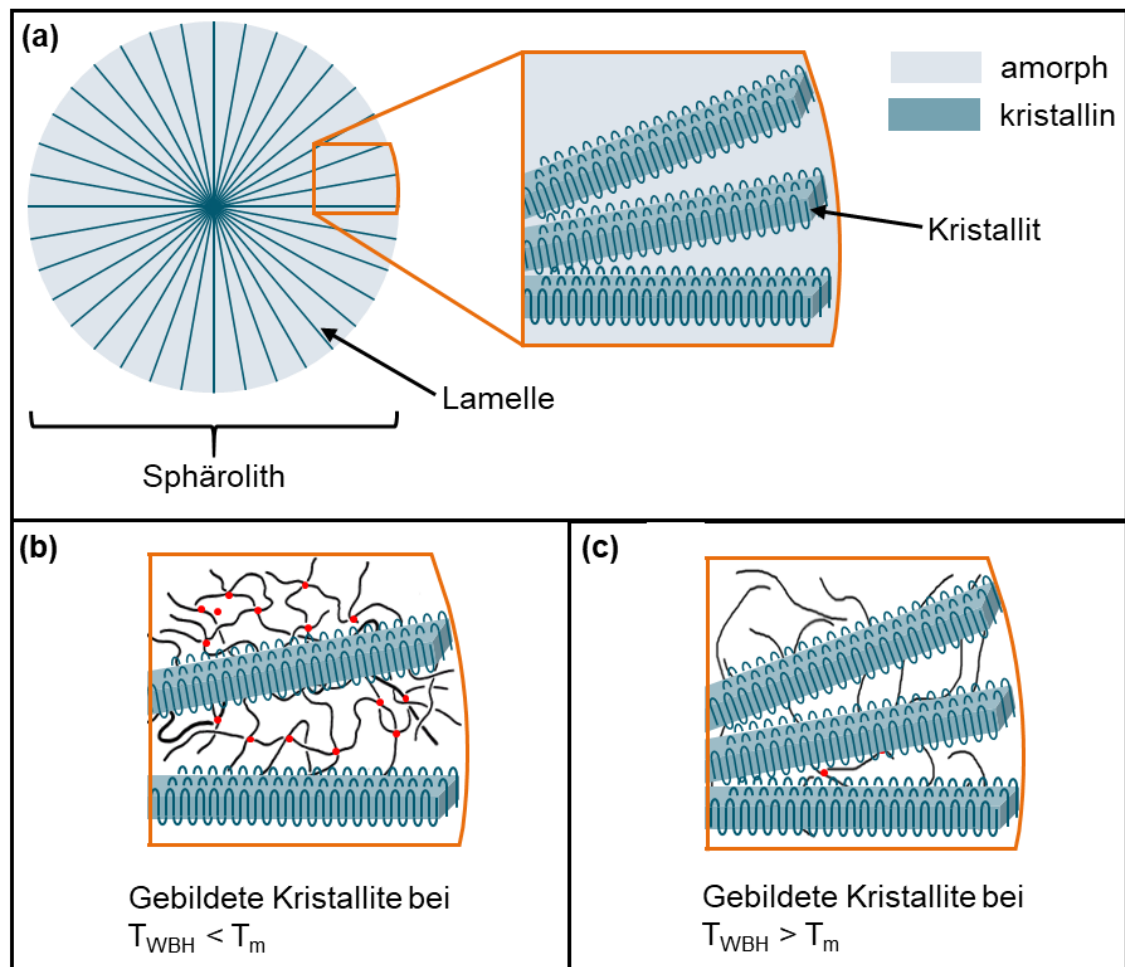 (a)
amorph
kristallin
Kristallit
Lamelle
Sphärolith
(b)
(c)
Gebildete Kristallite bei
T_WBH < T_m
Gebildete Kristallite bei
T_WBH > T_m